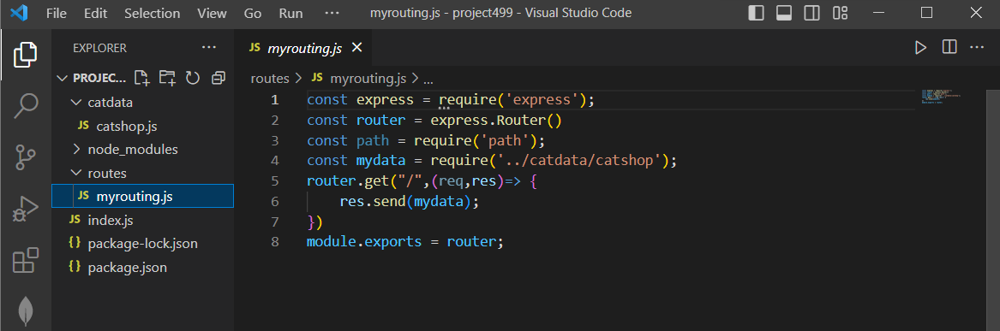 File Edit Selection View Go Run ··· myrouting.js - project499 - Visual Studio Code
EXPLORER ···
PROJEC...
catdata
JS catshop.js
node_modules
routes
JS myrouting.js
JS index.js
{} package-lock.json
{} package.json
JS myrouting.js
routes > JS myrouting.js > ...
1 const express = require('express');
2 const router = express.Router()
3 const path = require('path');
4 const mydata = require('../catdata/catshop');
5 router.get("/",(req,res)=> {
6 res.send(mydata);
7 })
8 module.exports = router;